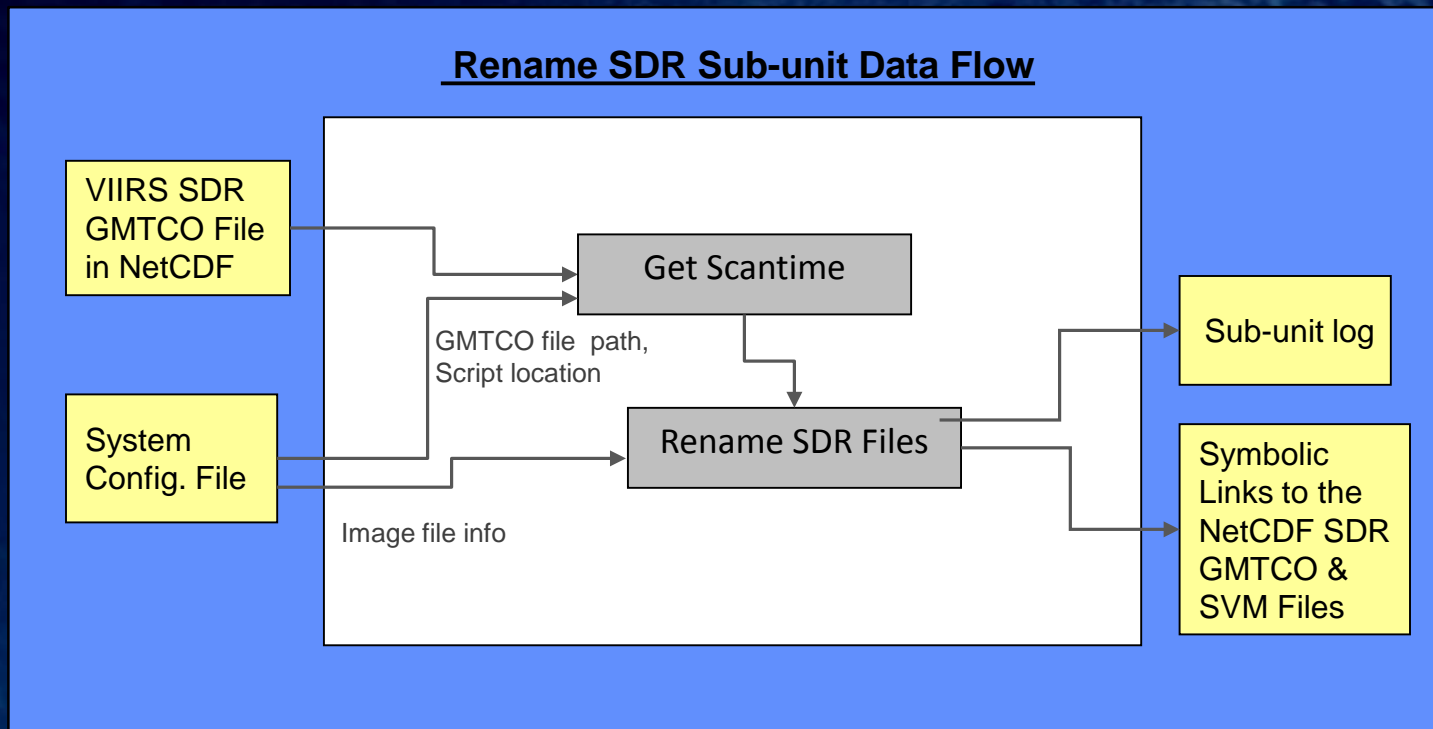 Rename SDR Sub-unit Data Flow
VIIRS SDR
GMTCO File
in NetCDF
Get Scantime
GMTCO file path,
Script location
System
Config. File
Rename SDR Files
Image file info
Sub-unit log
Symbolic
Links to the
NetCDF SDR
GMTCO &
SVM Files